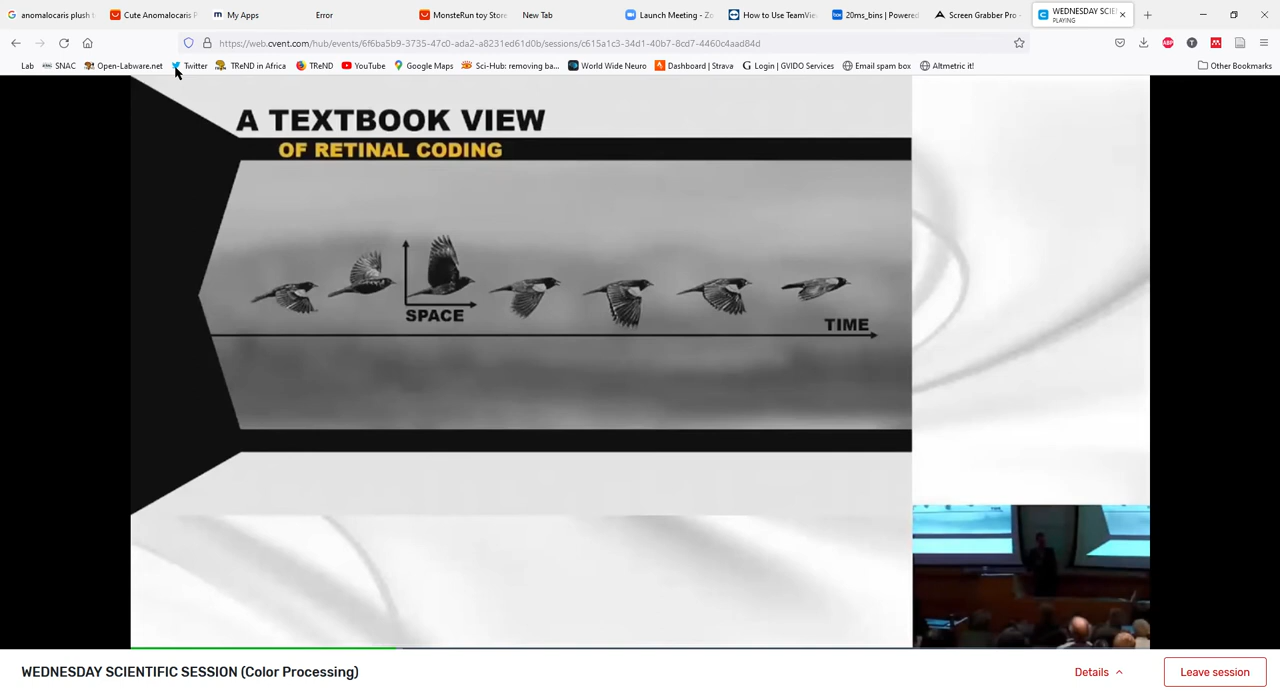 anomalocaris plush t
Cute Anomalocaris P
My Apps
Error
MonsteRun toy Store
New Tab
Launch Meeting - Zo
How to Use TeamVie
20ms_bins | Powered
Screen Grabber Pro -
WEDNESDAY SCIE
PLAYING
https://web.cvent.com/hub/events/6f6ba5b9-3735-47c0-ada2-a8231ed61d0b/sessions/c615a1c3-34d1-40b7-8cd7-4460c4aad84d
Lab
SNAC
Open-Labware.net
Twitter
TReND in Africa
TReND
YouTube
Google Maps
Sci-Hub: removing ba...
World Wide Neuro
Dashboard | Strava
Login | GVIDO Services
Email spam box
Altmetric it!
Other Bookmarks
A TEXTBOOK VIEW
OF RETINAL CODING
SPACE
TIME
WEDNESDAY SCIENTIFIC SESSION (Color Processing)
Details
Leave session